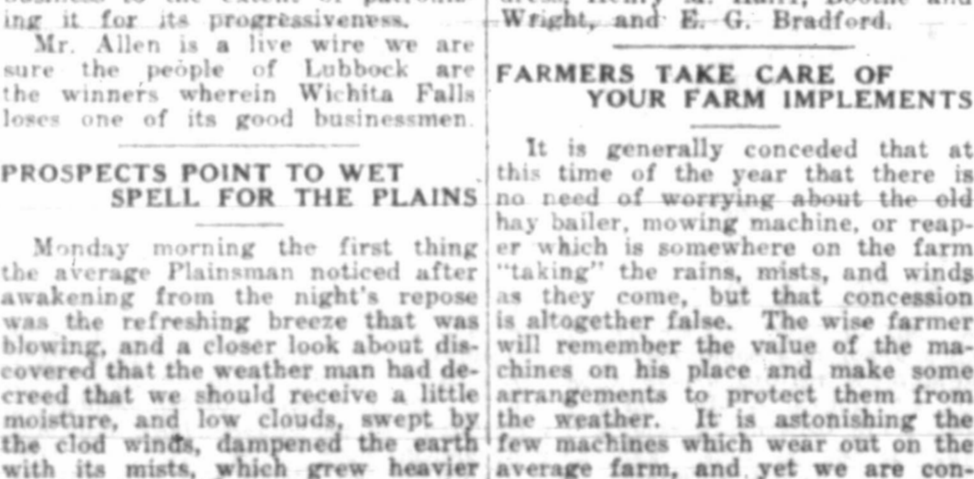 ing it for its progressiveness.
Mr. Allen is a live wire we are
sure the people of Lubbock are
the winners wherein Wichita Falls
loses one of its good businessmen.
PROSPECTS POINT TO WET
SPELL FOR THE PLAINS
Monday morning the first thing
the average Plainsman noticed after
awakening from the night's repose
was the refreshing breeze that was
blowing, and a closer look about dis-
covered that the weather man had de-
creed that we should receive a little
moisture, and low clouds, swept by
the clod winds, dampened the earth
with its mists, which grew heavier
Wright, and E. G. Bradford.
FARMERS TAKE CARE OF
YOUR FARM IMPLEMENTS
It is generally conceded that at
this time of the year that there is
no need of worrying about the old
hay bailer, mowing machine, or reap-
er which is somewhere on the farm
"taking" the rains, mists, and winds
as they come, but that concession
is altogether false. The wise farmer
will remember the value of the ma-
chines on his place and make some
arrangements to protect them from
the weather. It is astonishing the
few machines which wear out on the
average farm, and yet we are con-